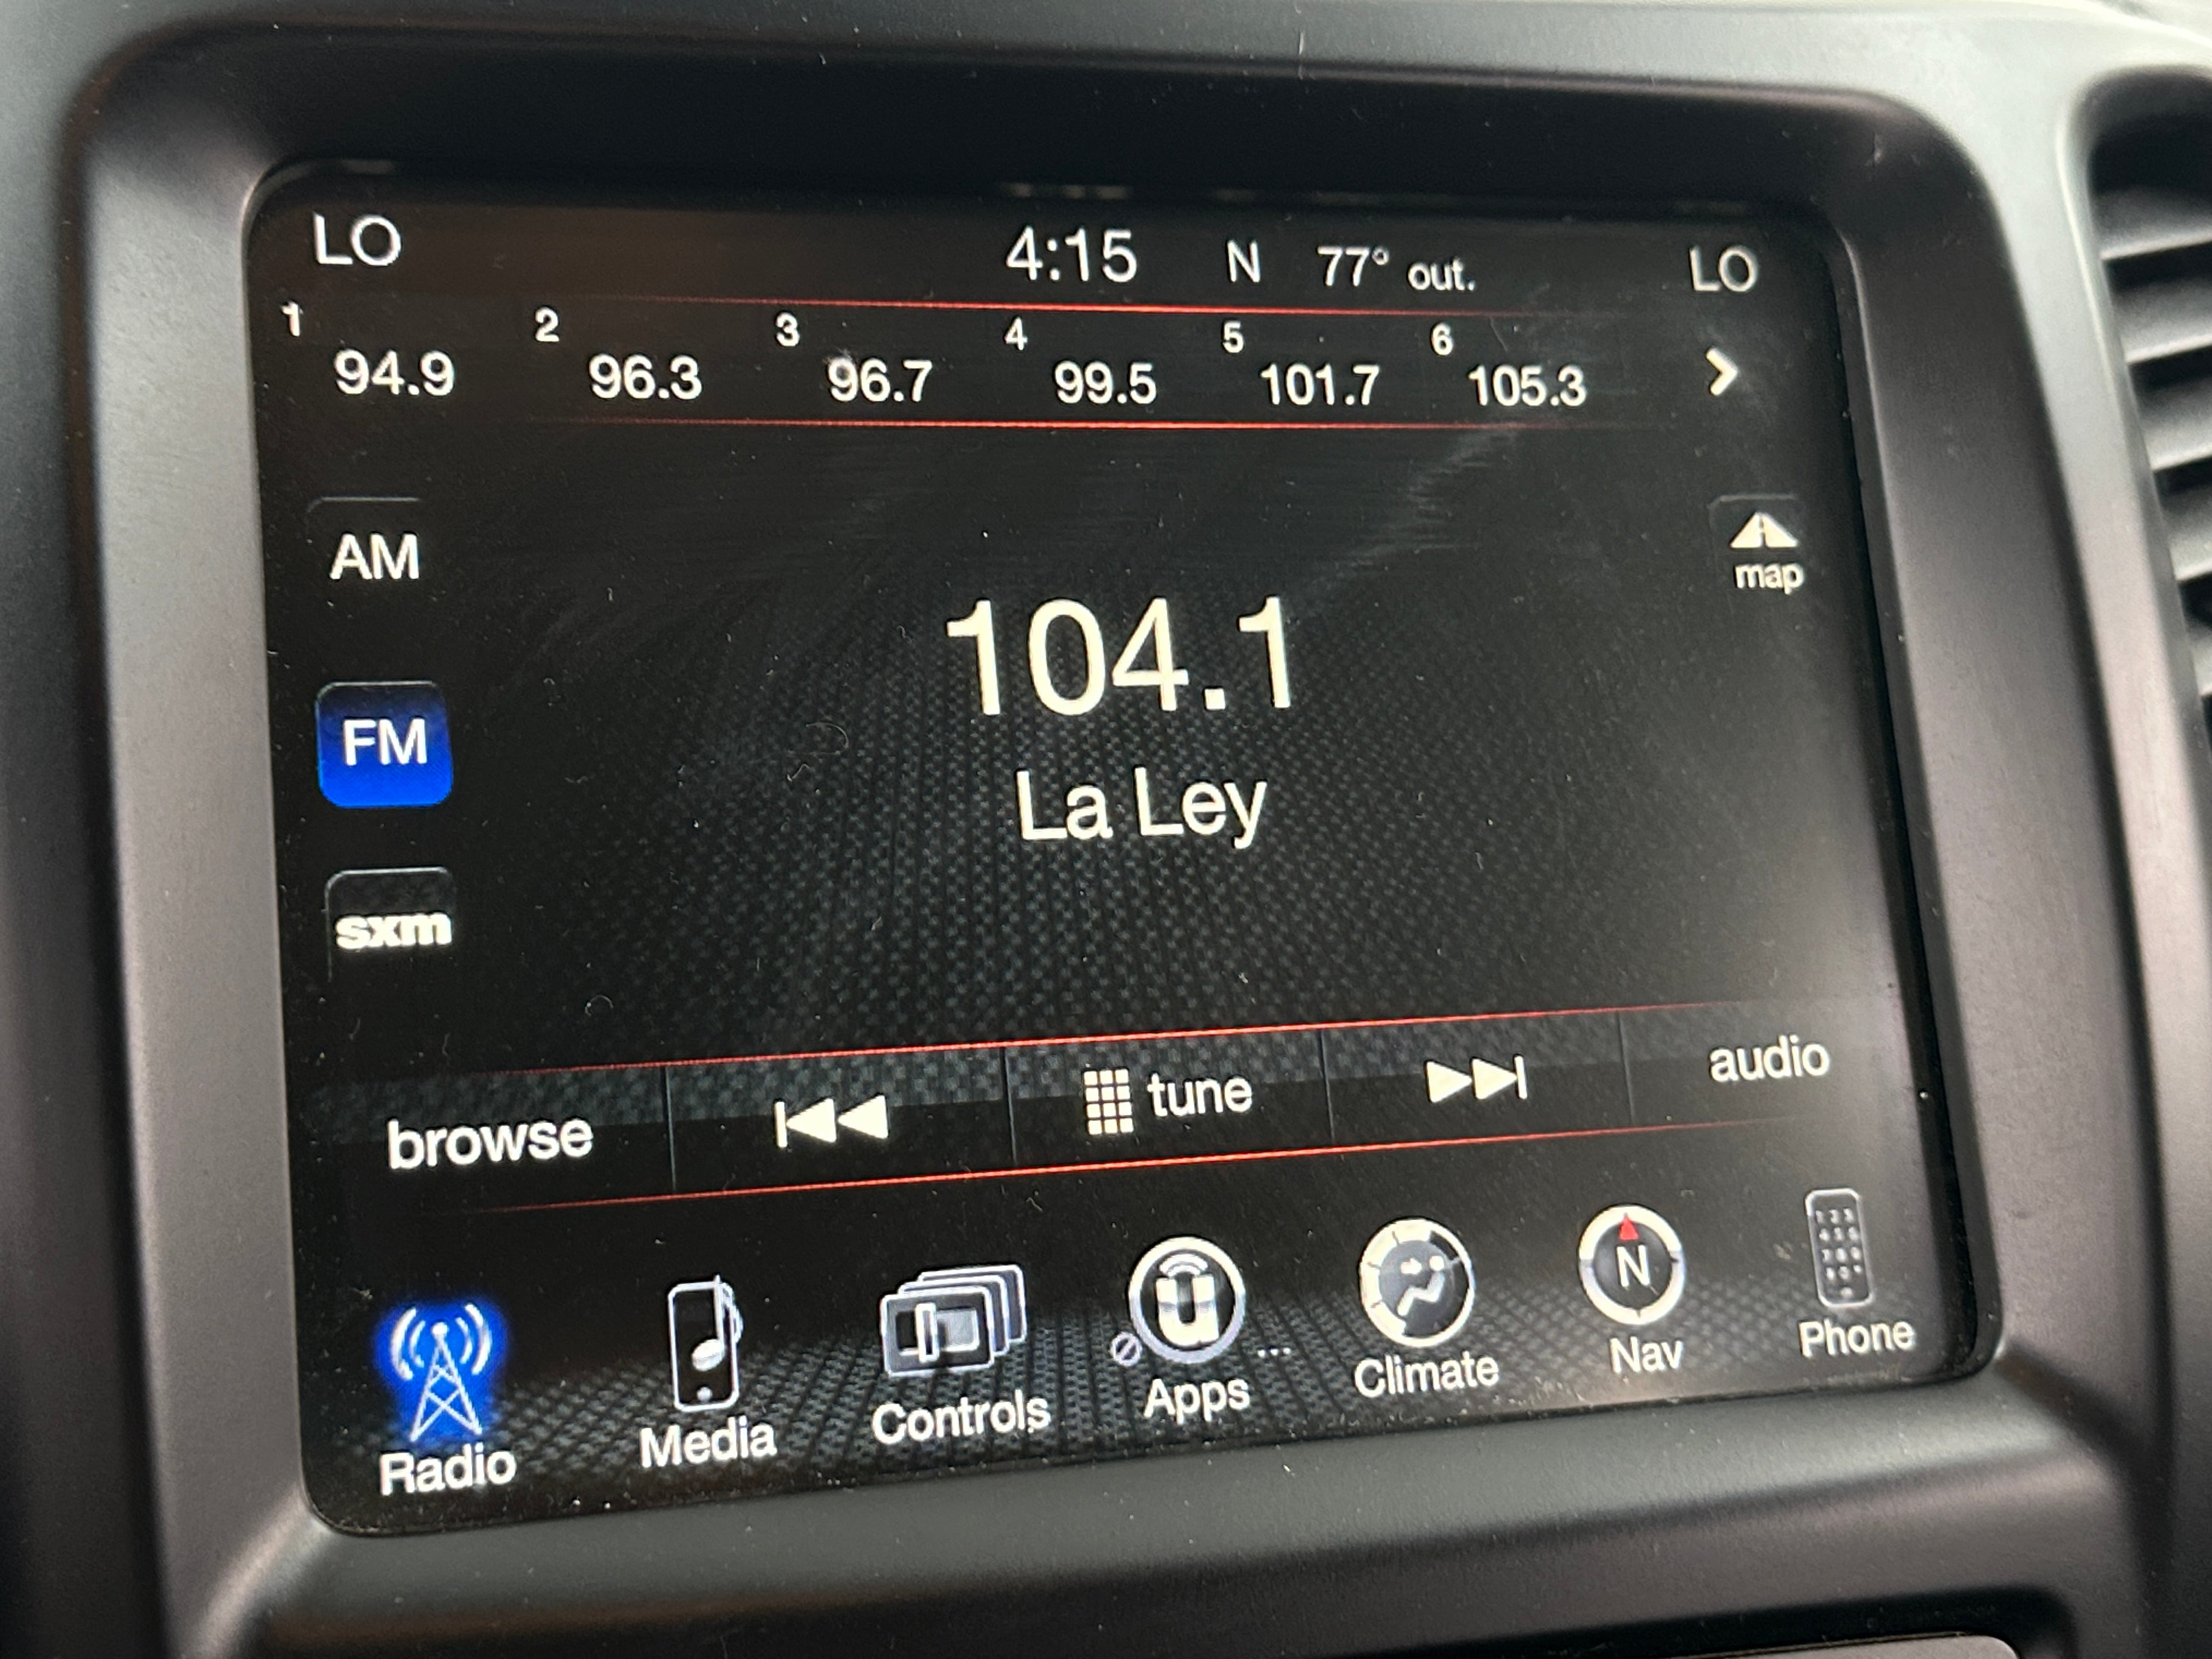 LO 4:15 N 77° out. LO
1 94.9 2 96.3 3 96.7 4 99.5 5 101.7 6 105.3
AM
map
104.1
FM
La Ley
sxm
browse tune audio
Radio Media Controls Apps ... Climate N Nav Phone